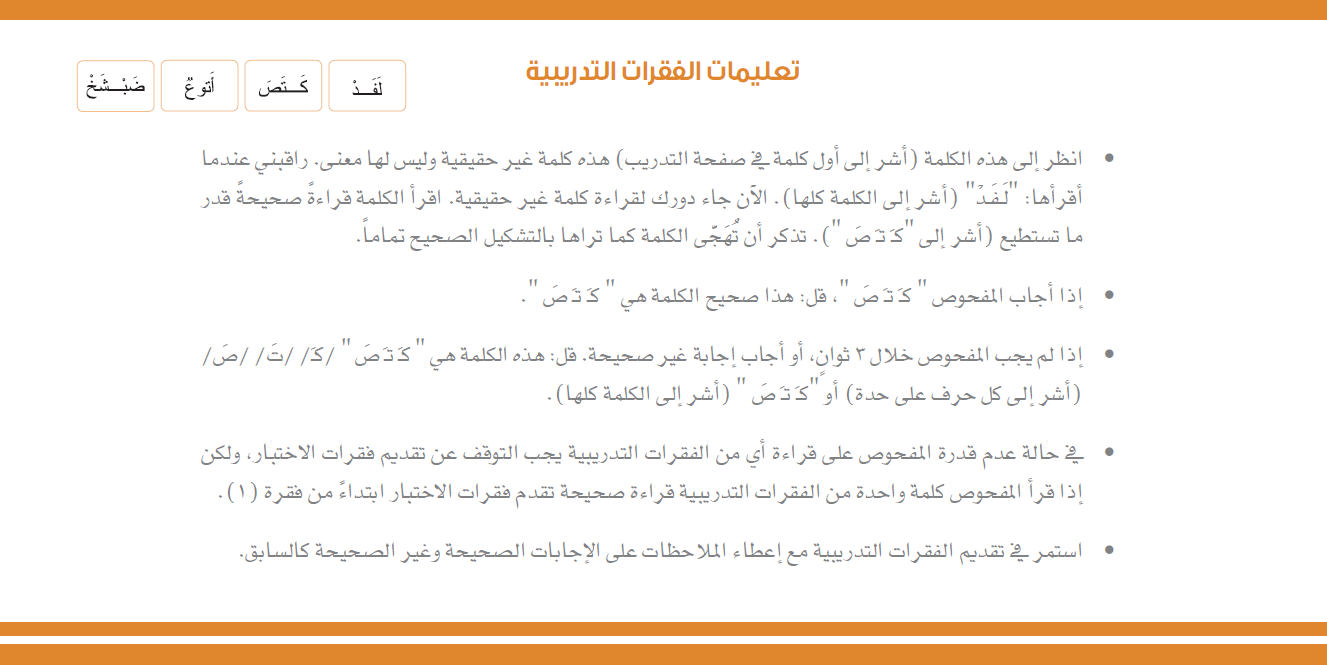 تعليمات الفقرات التدريبية
لَفَـــدْ
كَـــتَصَ
أَتوعٌ
ضَبْـــشَخْ
• انظر إلى هذه الكلمة (أشر إلى أول كلمة في صفحة التدريب) هذه كلمة غير حقيقية وليس لها معنى. راقبني عندما
أقرأها: "لَـفَـدْ" (أشر إلى الكلمة كلها). الآن جاء دورك لقراءة كلمة غير حقيقية. اقرأ الكلمة قراءةً صحيحةً قدر
ما تستطيع (أشر إلى "كَـ تَـ صَ "). تذكر أن تُهَجّى الكلمة كما تراها بالتشكيل الصحيح تماماً.
• إذا أجاب المفحوص " كَـ تَـ صَ "، قل: هذا صحيح الكلمة هي " كَـ تَـ صَ ".
• إذا لم يجب المفحوص خلال ٣ ثوانٍ، أو أجاب إجابة غير صحيحة. قل: هذه الكلمة هي " كَـ تَـ صَ " /كَـ/ /تَ/ /صَ/
(أشر إلى كل حرف على حدة) أو "كَـ تَـ صَ " (أشر إلى الكلمة كلها).
• في حالة عدم قدرة المفحوص على قراءة أي من الفقرات التدريبية يجب التوقف عن تقديم فقرات الاختبار، ولكن
إذا قرأ المفحوص كلمة واحدة من الفقرات التدريبية قراءة صحيحة تقدم فقرات الاختبار ابتداءً من فقرة (١).
• استمر في تقديم الفقرات التدريبية مع إعطاء الملاحظات على الإجابات الصحيحة وغير الصحيحة كالسابق.